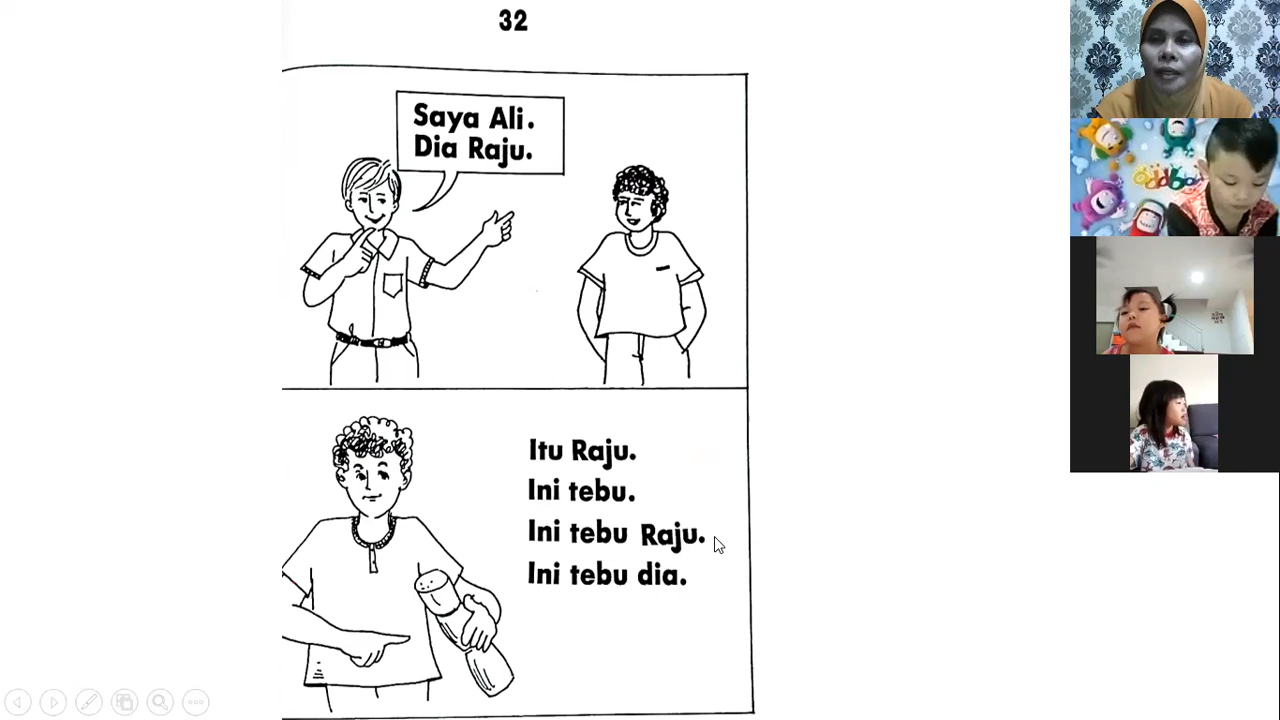 32
Saya Ali.
Dia Raju.
Itu Raju.
Ini tebu.
Ini tebu Raju.
Ini tebu dia.